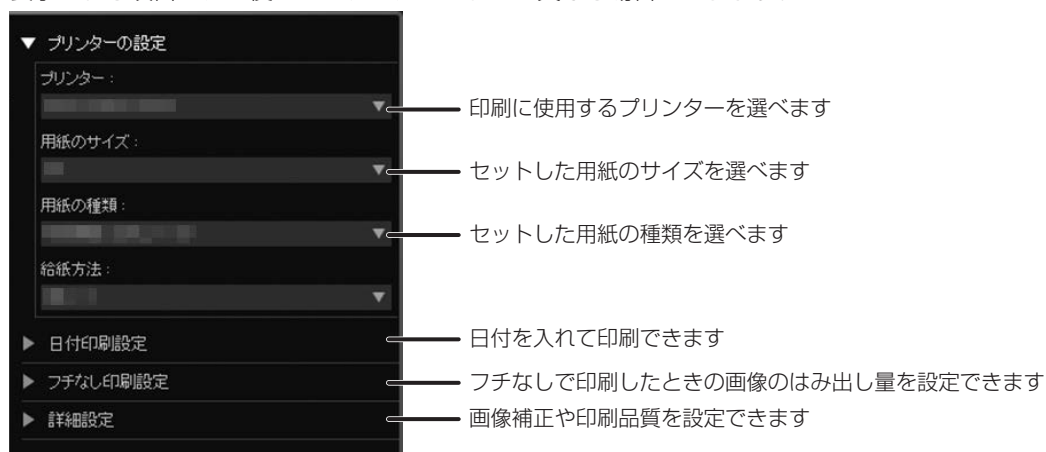 ▼ プリンターの設定
プリンター：
印刷に使用するプリンターを選べます
用紙のサイズ：
セットした用紙のサイズを選べます
用紙の種類：
セットした用紙の種類を選べます
給紙方法：
▶ 日付印刷設定
日付を入れて印刷できます
▶ フチなし印刷設定
フチなしで印刷したときの画像のはみ出し量を設定できます
▶ 詳細設定
画像補正や印刷品質を設定できます